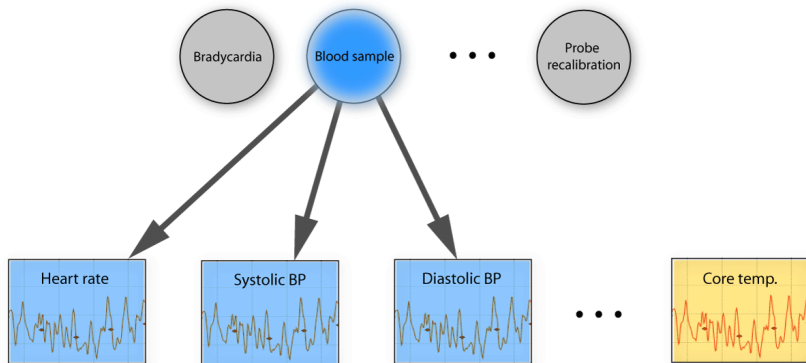 Bradycardia
Blood sample
Probe
recalibration
Heart rate
Systolic BP
Diastolic BP
Core temp.